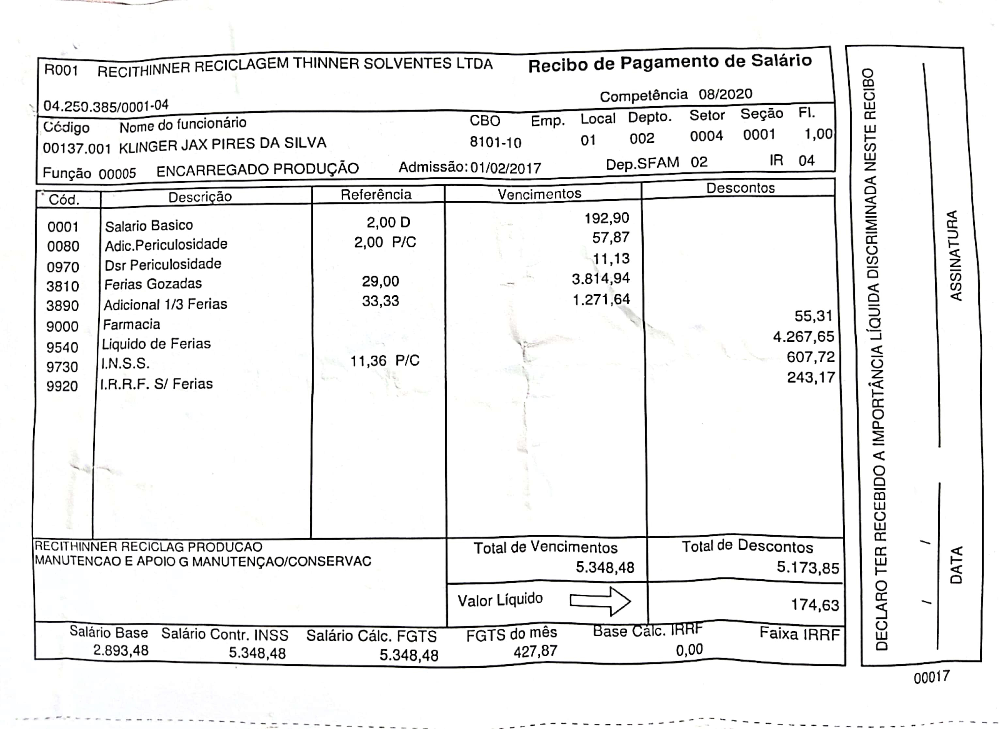 R001 RECITHINNER RECICLAGEM THINNER SOLVENTES LTDA Recibo de Pagamento de Salário
04.250.385/0001-04 Competência 08/2020
Código Nome do funcionário CBO Emp. Local Depto. Setor Seção Fl.
00137.001 KLINGER JAX PIRES DA SILVA 8101-10 01 002 0004 0001 1,00
Função 00005 ENCARREGADO PRODUÇÃO Admissão: 01/02/2017 Dep.SFAM 02 IR 04
Cód. Descrição Referência Vencimentos Descontos
0001 Salario Basico 2,00 D 192,90
0080 Adic.Periculosidade 2,00 P/C 57,87
0970 Dsr Periculosidade 11,13
3810 Ferias Gozadas 29,00 3.814,94
3890 Adicional 1/3 Ferias 33,33 1.271,64
9000 Farmacia 55,31
9540 Liquido de Ferias 4.267,65
9730 I.N.S.S. 11,36 P/C 607,72
9920 I.R.R.F. S/ Ferias 243,17
RECITHINNER RECICLAG PRODUCAO
MANUTENCAO E APOIO G MANUTENÇAO/CONSERVAC
Total de Vencimentos Total de Descontos
5.348,48 5.173,85
Valor Líquido 174,63
Salário Base Salário Contr. INSS Salário Cálc. FGTS FGTS do mês Base Cálc. IRRF Faixa IRRF
2.893,48 5.348,48 5.348,48 427,87 0,00
DECLARO TER RECEBIDO A IMPORTÂNCIA LÍQUIDA DISCRIMINADA NESTE RECIBO
/ /
DATA ASSINATURA
00017